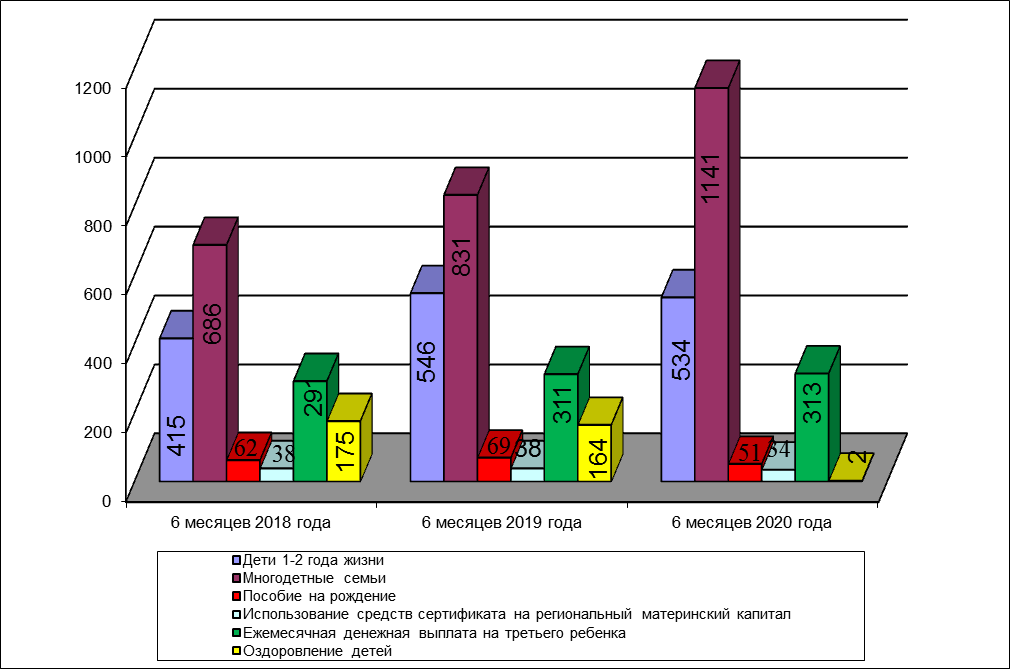 1200
1000
800
600
400
200
0
415
686
62
38
291
175
546
831
69
38
311
164
534
1141
51
34
313
2
6 месяцев 2018 года
6 месяцев 2019 года
6 месяцев 2020 года
Дети 1-2 года жизни
Многодетные семьи
Пособие на рождение
Использование средств сертификата на региональный материнский капитал
Ежемесячная денежная выплата на третьего ребенка
Оздоровление детей